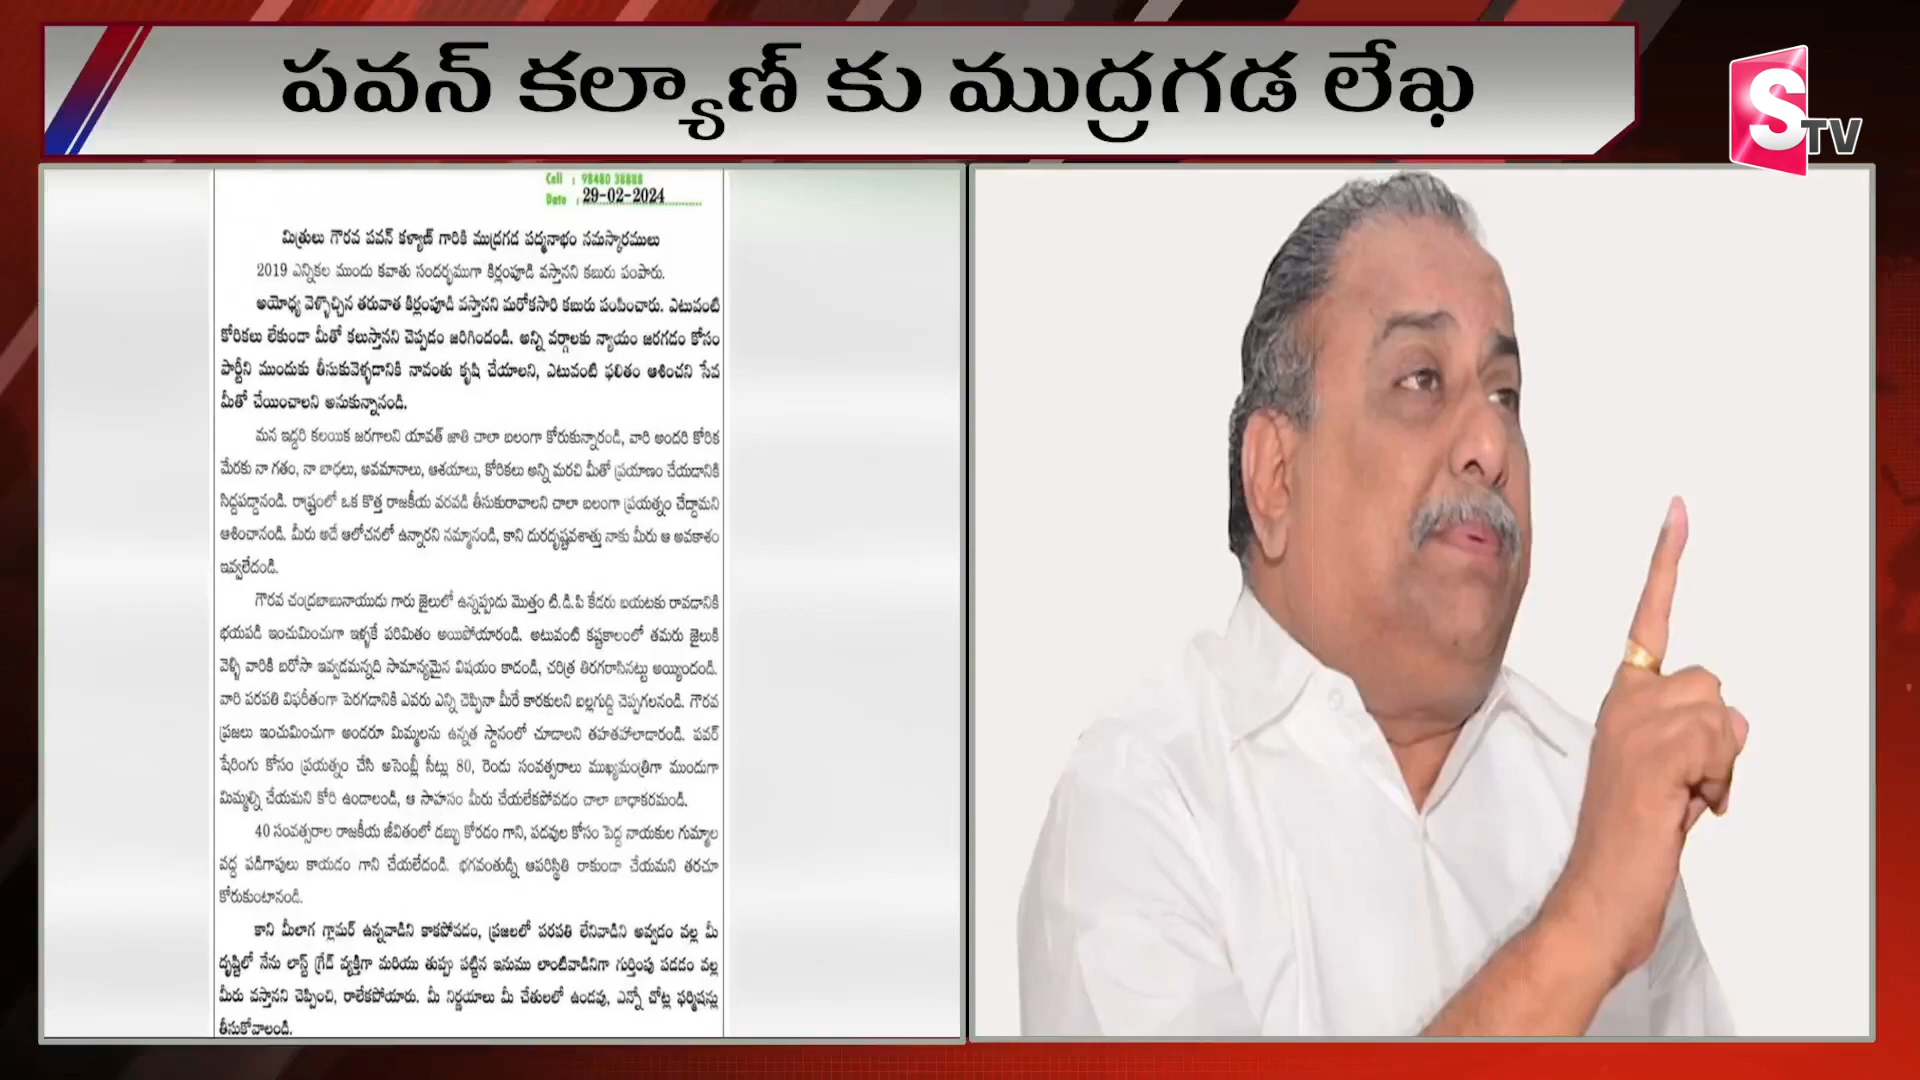 పవన్ కల్యాణ్ కు ముద్రగడ లేఖ
S TV
Cell : 98480 38888
Date : 29-02-2024
మిత్రులు గౌరవ పవన్ కళ్యాణ్ గారికి ముద్రగడ పద్మనాభం నమస్కారములు
2019 ఎన్నికల ముందు కవాతు సందర్భముగా కిర్లంపూడి వస్తానని కబురు పంపారు.
అయోధ్య వెళ్ళొచ్చిన తరువాత కిర్లంపూడి వస్తానని మరోకసారి కబురు పంపించారు. ఎటువంటి
కోరికలు లేకుండా మీతో కలుస్తానని చెప్పడం జరిగిందండి. అన్ని వర్గాలకు న్యాయం జరగడం కోసం
పార్టీని ముందుకు తీసుకువెళ్ళడానికి నావంతు కృషి చేయాలని, ఎటువంటి ఫలితం ఆశించని సేవ
మీతో చేయించాలని అనుకున్నానండి.
మన ఇద్దరి కలయిక జరగాలని యావత్ జాతి చాలా బలంగా కోరుకున్నారండి, వారి అందరి కోరిక
మేరకు నా గతం, నా బాధలు, అవమానాలు, ఆశయాలు, కోరికలు అన్ని మరచి మీతో ప్రయాణం చేయడానికి
సిద్దపడ్డానండి. రాష్ట్రంలో ఒక కొత్త రాజకీయ వరవడి తీసుకురావాలని చాలా బలంగా ప్రయత్నం చేద్దామని
ఆశించానండి. మీరు అదే ఆలోచనలో ఉన్నారని నమ్మానండి, కాని దురదృష్టవశాత్తు నాకు మీరు ఆ అవకాశం
ఇవ్వలేదండి.
గౌరవ చంద్రబాబునాయుడు గారు జైలులో ఉన్నప్పుడు మొత్తం టి.డి.పి కేడరు బయటకు రావడానికి
భయపడి ఇంచుమించుగా ఇళ్ళకే పరిమితం అయిపోయారండి. అటువంటి కష్టకాలంలో తమరు జైలుకి
వెళ్ళి వారికి బరోసా ఇవ్వడమన్నది సామాన్యమైన విషయం కాదండి, చరిత్ర తిరగరాసినట్టు అయ్యిందండి.
వారి పరపతి విపరీతంగా పెరగడానికి ఎవరు ఎన్ని చెప్పినా మీరే కారకులని బల్లగుద్ది చెప్పగలనండి. గౌరవ
ప్రజలు ఇంచుమించుగా అందరూ మిమ్మలను ఉన్నత స్దానంలో చూడాలని తహతహాలాడారండి. పవర్
షేరింగు కోసం ప్రయత్నం చేసి అసెంబ్లీ సీట్లు 80, రెండు సంవత్సరాలు ముఖ్యమంత్రిగా ముందుగా
మిమ్మల్ని చేయమని కోరి ఉండాలండి, ఆ సాహసం మీరు చేయలేకపోవడం చాలా బాధాకరమండి.
40 సంవత్సరాల రాజకీయ జీవితంలో డబ్బు కోరడం గాని, పదవుల కోసం పెద్ద నాయకుల గుమ్మాల
వద్ద పడిగాపులు కాయడం గాని చేయలేదండి. భగవంతుడ్ని ఆపరిస్థితి రాకుండా చేయమని తరచూ
కోరుకుంటానండి.
కాని మీలాగ గ్లామర్ ఉన్నవాడిని కాకపోవడం, ప్రజలలో పరపతి లేనివాడిని అవ్వడం వల్ల మీ
దృష్టిలో నేను లాస్ట్ గ్రేడ్ వ్యక్తిగా మరియు తుప్పు పట్టిన ఇనుము లాంటివాడినిగా గుర్తింపు పడడం వల్ల
మీరు వస్తానని చెప్పించి, రాలేకపోయారు. మీ నిర్ణయాలు మీ చేతులలో ఉండవు, ఎన్నో చోట్ల ఫర్మిషన్లు
తీసుకోవాలండి.